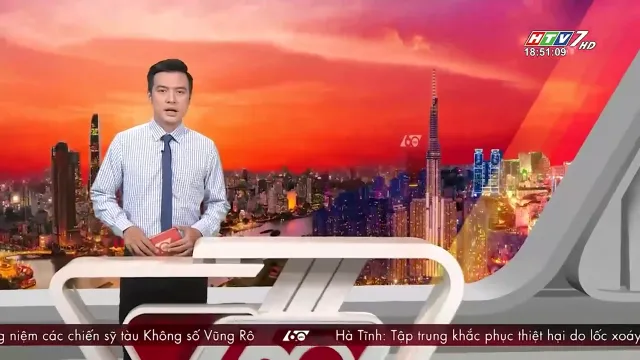 HTV7 HD
18:51:09
g niệm các chiến sỹ tàu Không số Vũng Rô 60 Hà Tĩnh: Tập trung khắc phục thiệt hại do lốc xoáy